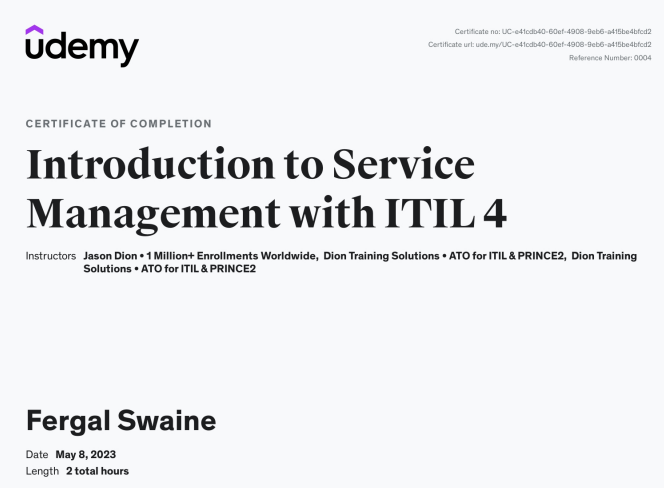 udemy
Certificate no: UC-e41cdb40-60ef-4908-9eb6-a4f5be4bfcd2
Certificate url: ude.my/UC-e41cdb40-60ef-4908-9eb6-a4f5be4bfcd2
Reference Number: 0004
CERTIFICATE OF COMPLETION
Introduction to Service
Management with ITIL 4
Instructors Jason Dion • 1 Million+ Enrollments Worldwide, Dion Training Solutions • ATO for ITIL & PRINCE2, Dion Training
Solutions • ATO for ITIL & PRINCE2
Fergal Swaine
Date May 8, 2023
Length 2 total hours